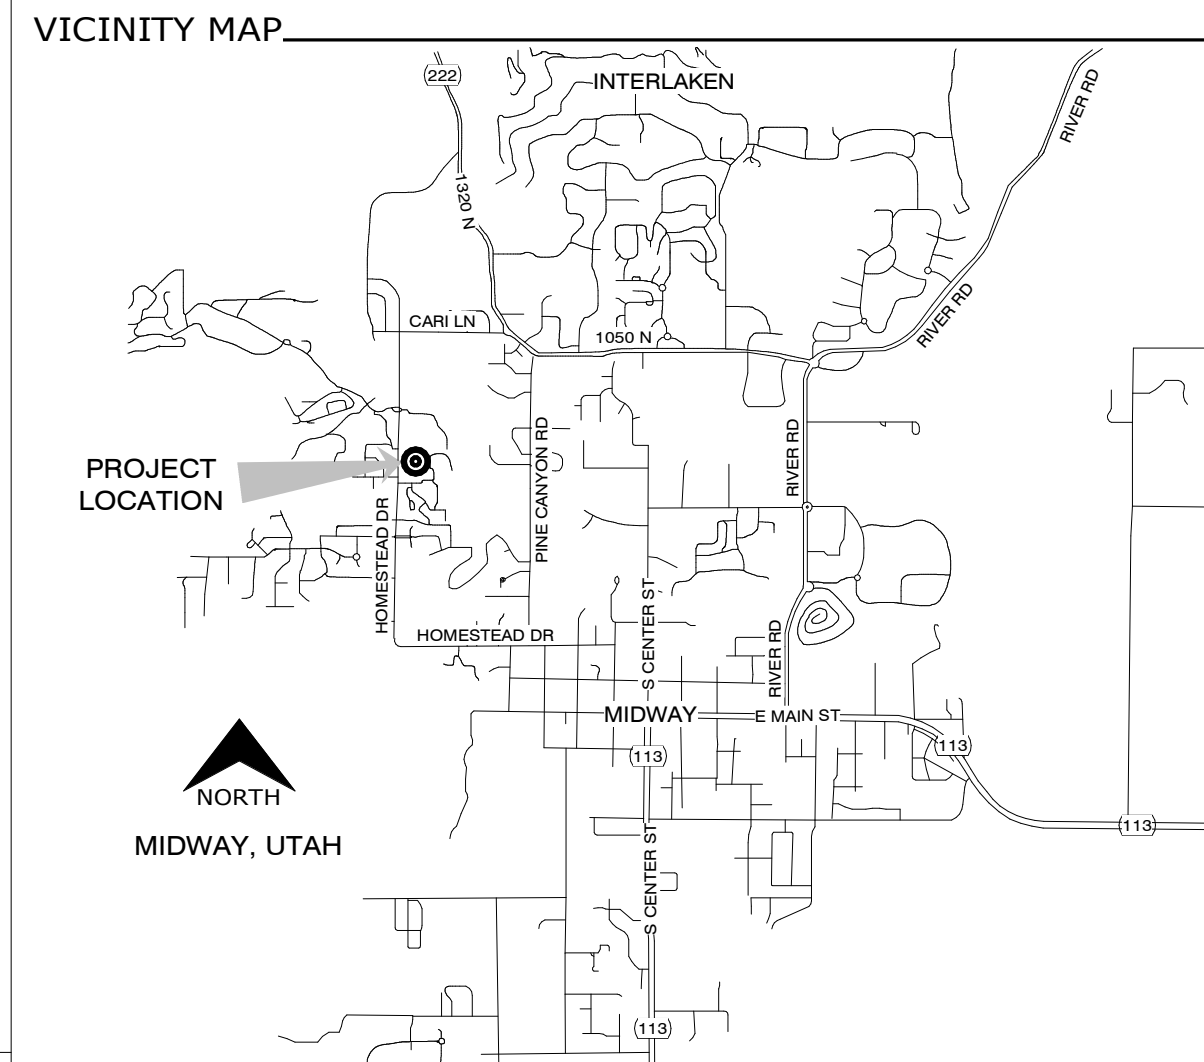 VICINITY MAP
222
INTERLAKEN
RIVER RD
1320 N
RIVER RD
CARI LN
1050 N
RIVER RD
PINE CANYON RD
PROJECT
LOCATION
HOMESTEAD DR
S CENTER ST
HOMESTEAD DR
RIVER RD
MIDWAY
E MAIN ST
113
113
NORTH
113
MIDWAY, UTAH
S CENTER ST
113